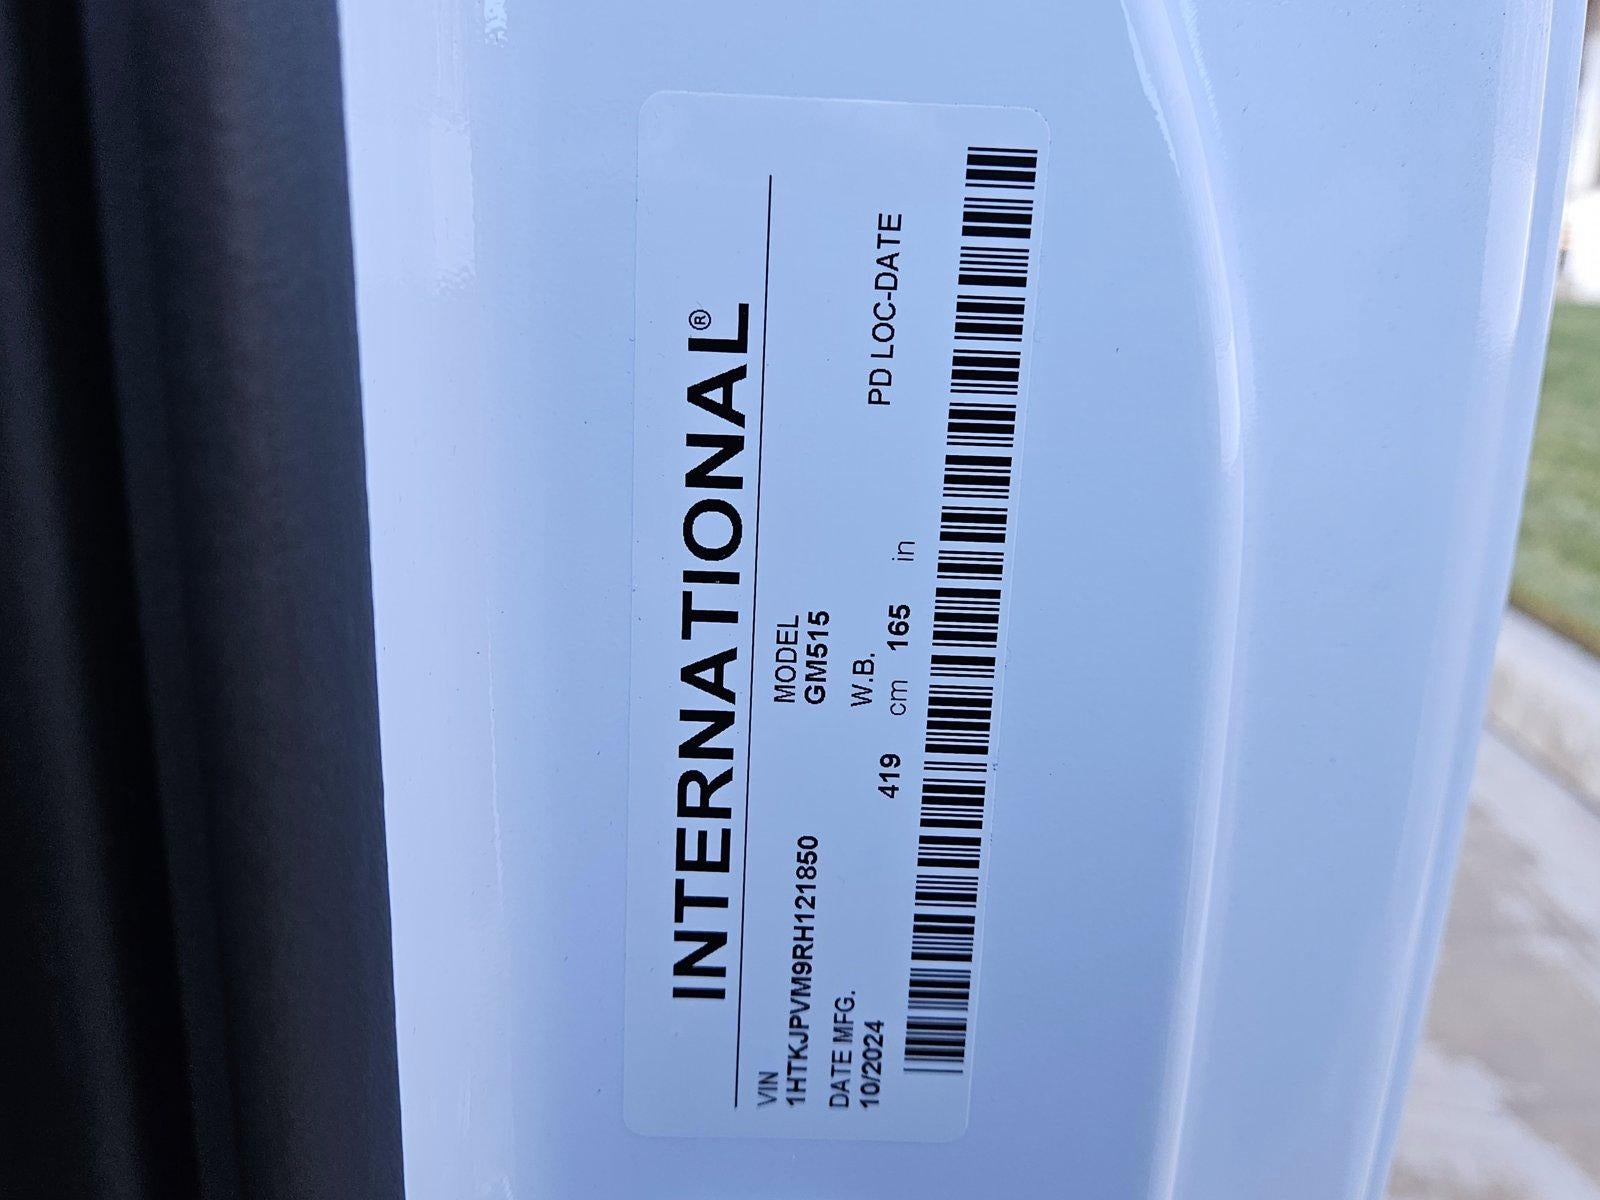 INTERNATIONAL®
VIN
1HTKJPVM9RH121850
MODEL
GM515
DATE MFG.
10/2024
W.B.
419 cm 165 in
PD LOC-DATE